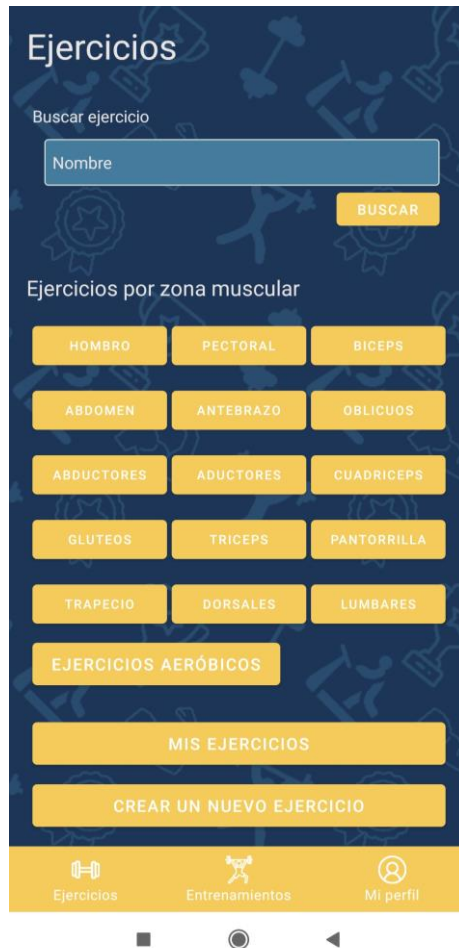 Ejercicios
Buscar ejercicio
Nombre
BUSCAR
Ejercicios por zona muscular
HOMBRO PECTORAL BICEPS
ABDOMEN ANTEBRAZO OBLICUOS
ABDUCTORES ADUCTORES CUADRICEPS
GLUTEOS TRICEPS PANTORRILLA
TRAPECIO DORSALES LUMBARES
EJERCICIOS AERÓBICOS
MIS EJERCICIOS
CREAR UN NUEVO EJERCICIO
Ejercicios Entrenamientos Mi perfil